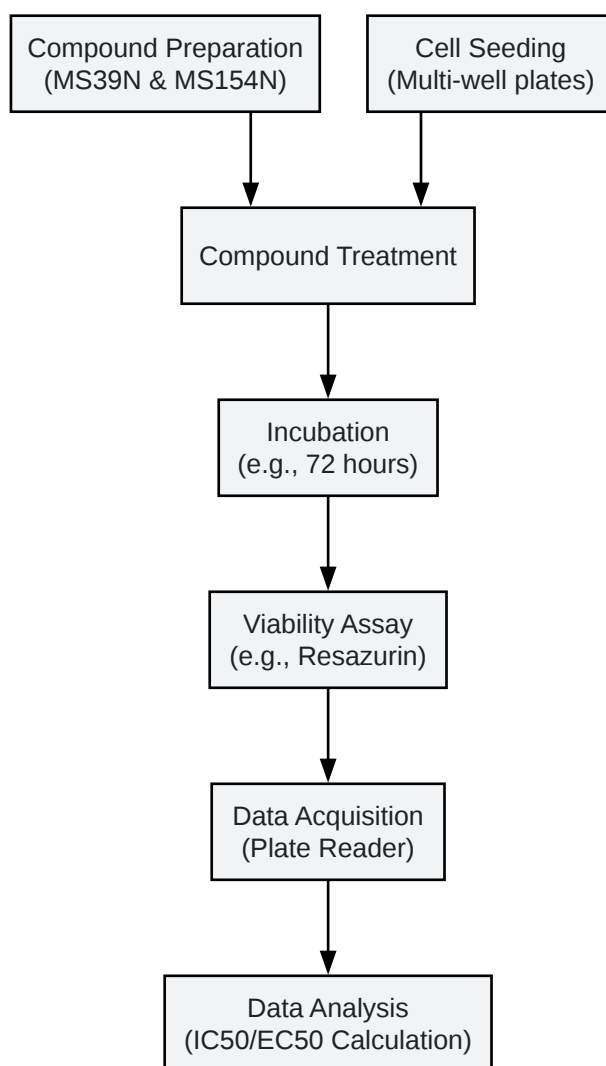 Compound Preparation
(MS39N & MS154N)
Cell Seeding
(Multi-well plates)
Compound Treatment
Incubation
(e.g., 72 hours)
Viability Assay
(e.g., Resazurin)
Data Acquisition
(Plate Reader)
Data Analysis
(IC50/EC50 Calculation)